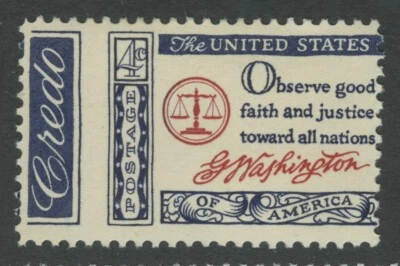 Credo
4¢
POSTAGE
The UNITED STATES
Observe good
faith and justice
toward all nations
G Washington
OF AMERICA